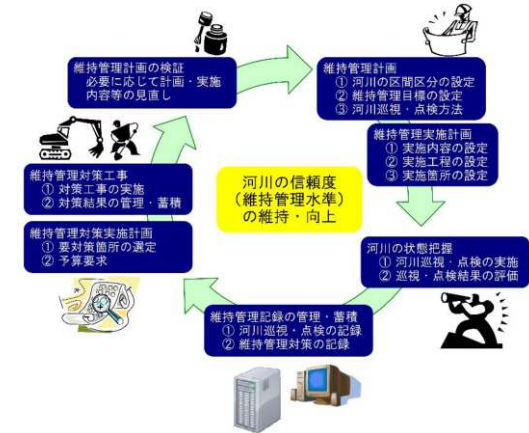 維持管理計画の検証
必要に応じて計画・実施
内容等の見直し
維持管理計画
① 河川の区間区分の設定
② 維持管理目標の設定
③ 河川巡視・点検方法
維持管理実施計画
① 実施内容の設定
② 実施工程の設定
③ 実施箇所の設定
維持管理対策工事
① 対策工事の実施
② 対策結果の管理・蓄積
河川の信頼度
（維持管理水準）
の維持・向上
維持管理対策実施計画
① 要対策箇所の選定
② 予算要求
河川の状態把握
① 河川巡視・点検の実施
② 巡視・点検結果の評価
維持管理記録の管理・蓄積
① 河川巡視・点検の記録
② 維持管理対策の記録